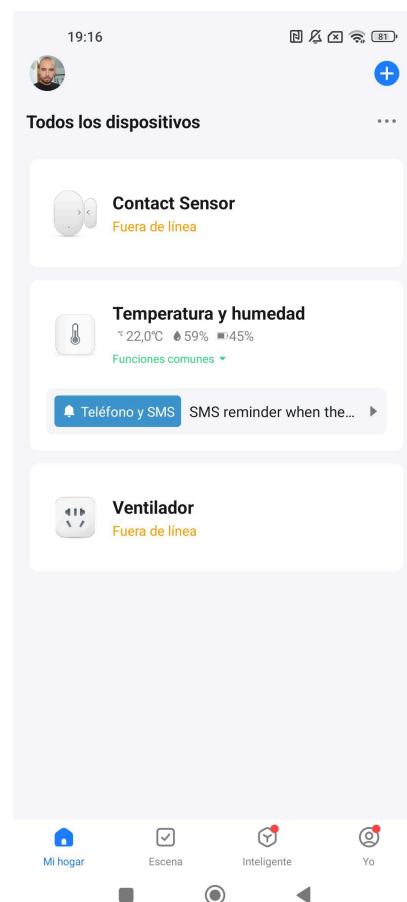 19:16
81
Todos los dispositivos
Contact Sensor
Fuera de línea
Temperatura y humedad
℃ 22,0℃ 59% 45%
Funciones comunes
Teléfono y SMS SMS reminder when the...
Ventilador
Fuera de línea
Mi hogar Escena Inteligente Yo